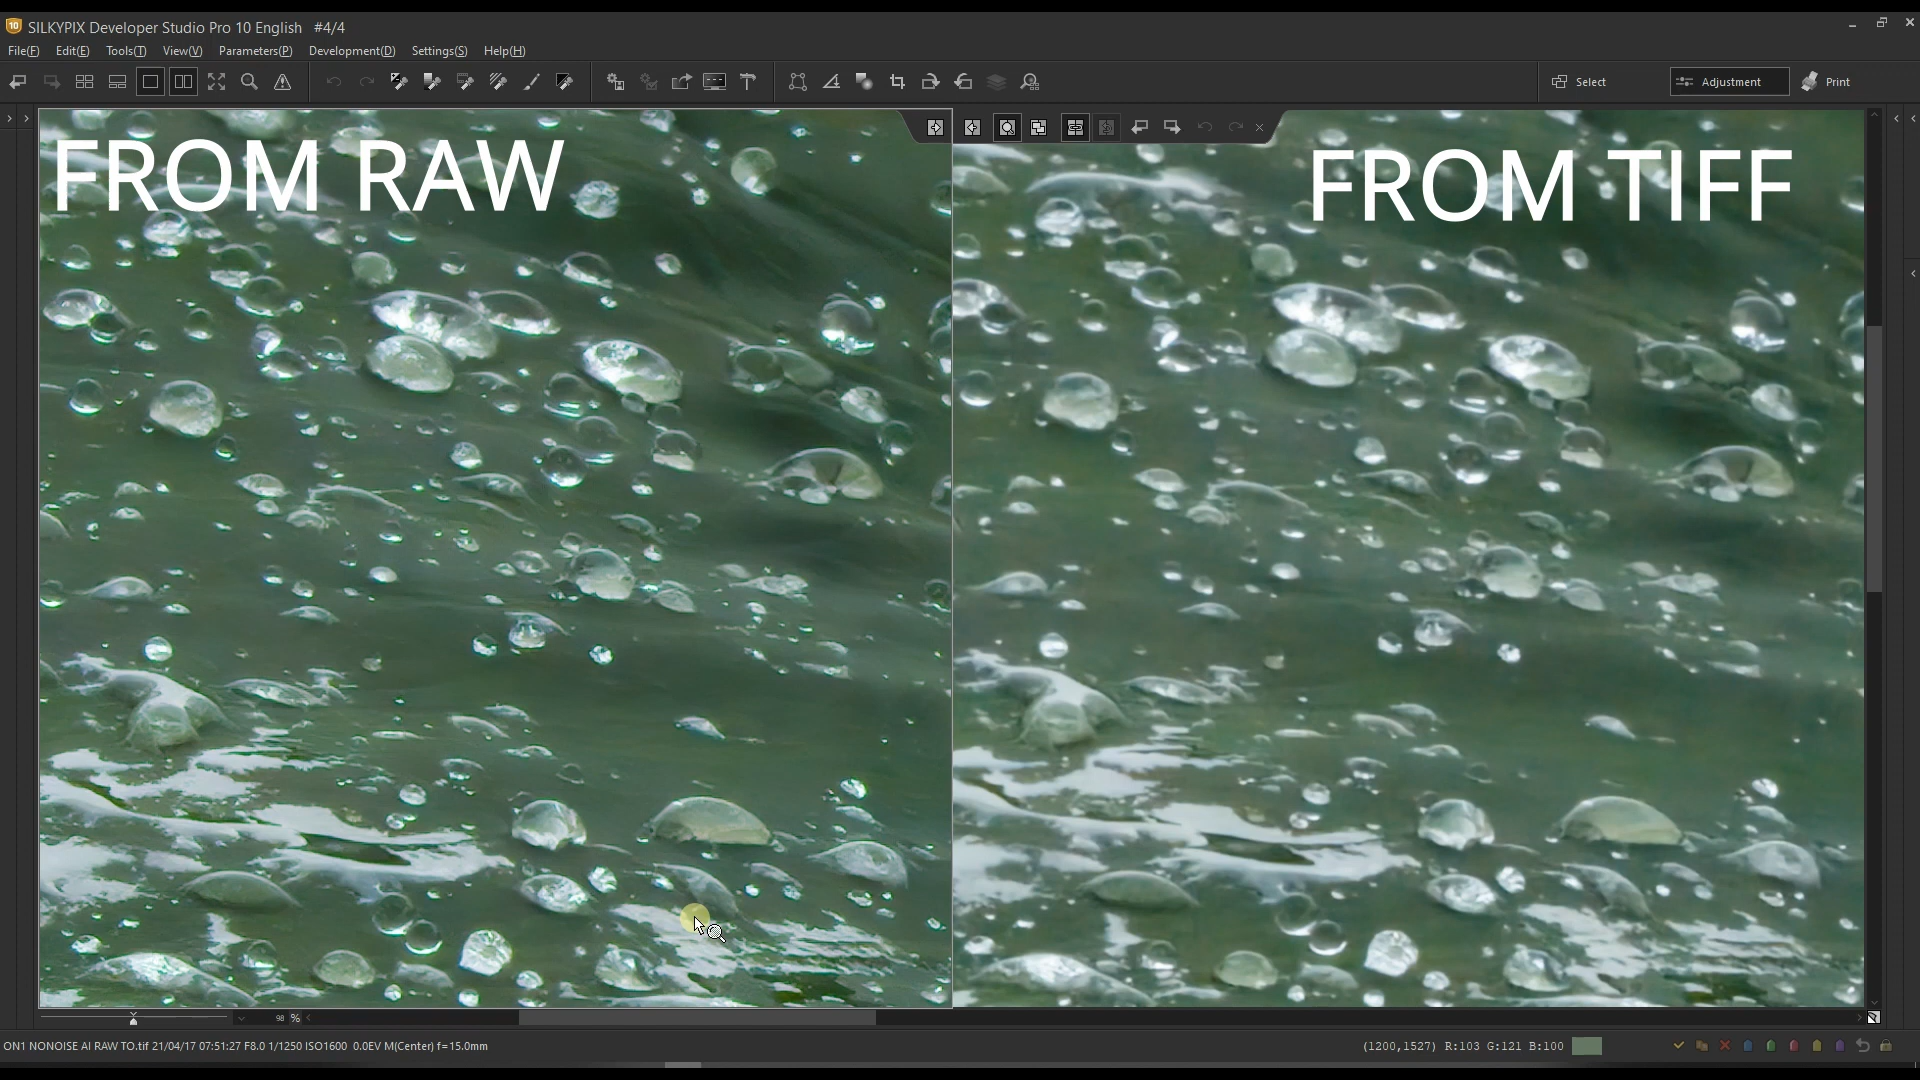 10 SILKYPIX Developer Studio Pro 10 English #4/4
File(F) Edit(E) Tools(T) View(V) Parameters(P) Development(D) Settings(S) Help(H)
Select
Adjustment
Print
FROM RAW
FROM TIFF
98 %
ON1 NONOISE AI RAW TO.tif 21/04/17 07:51:27 F8.0 1/1250 ISO1600 0.0EV M(Center) f=15.0mm
(1200,1527) R:103 G:121 B:100